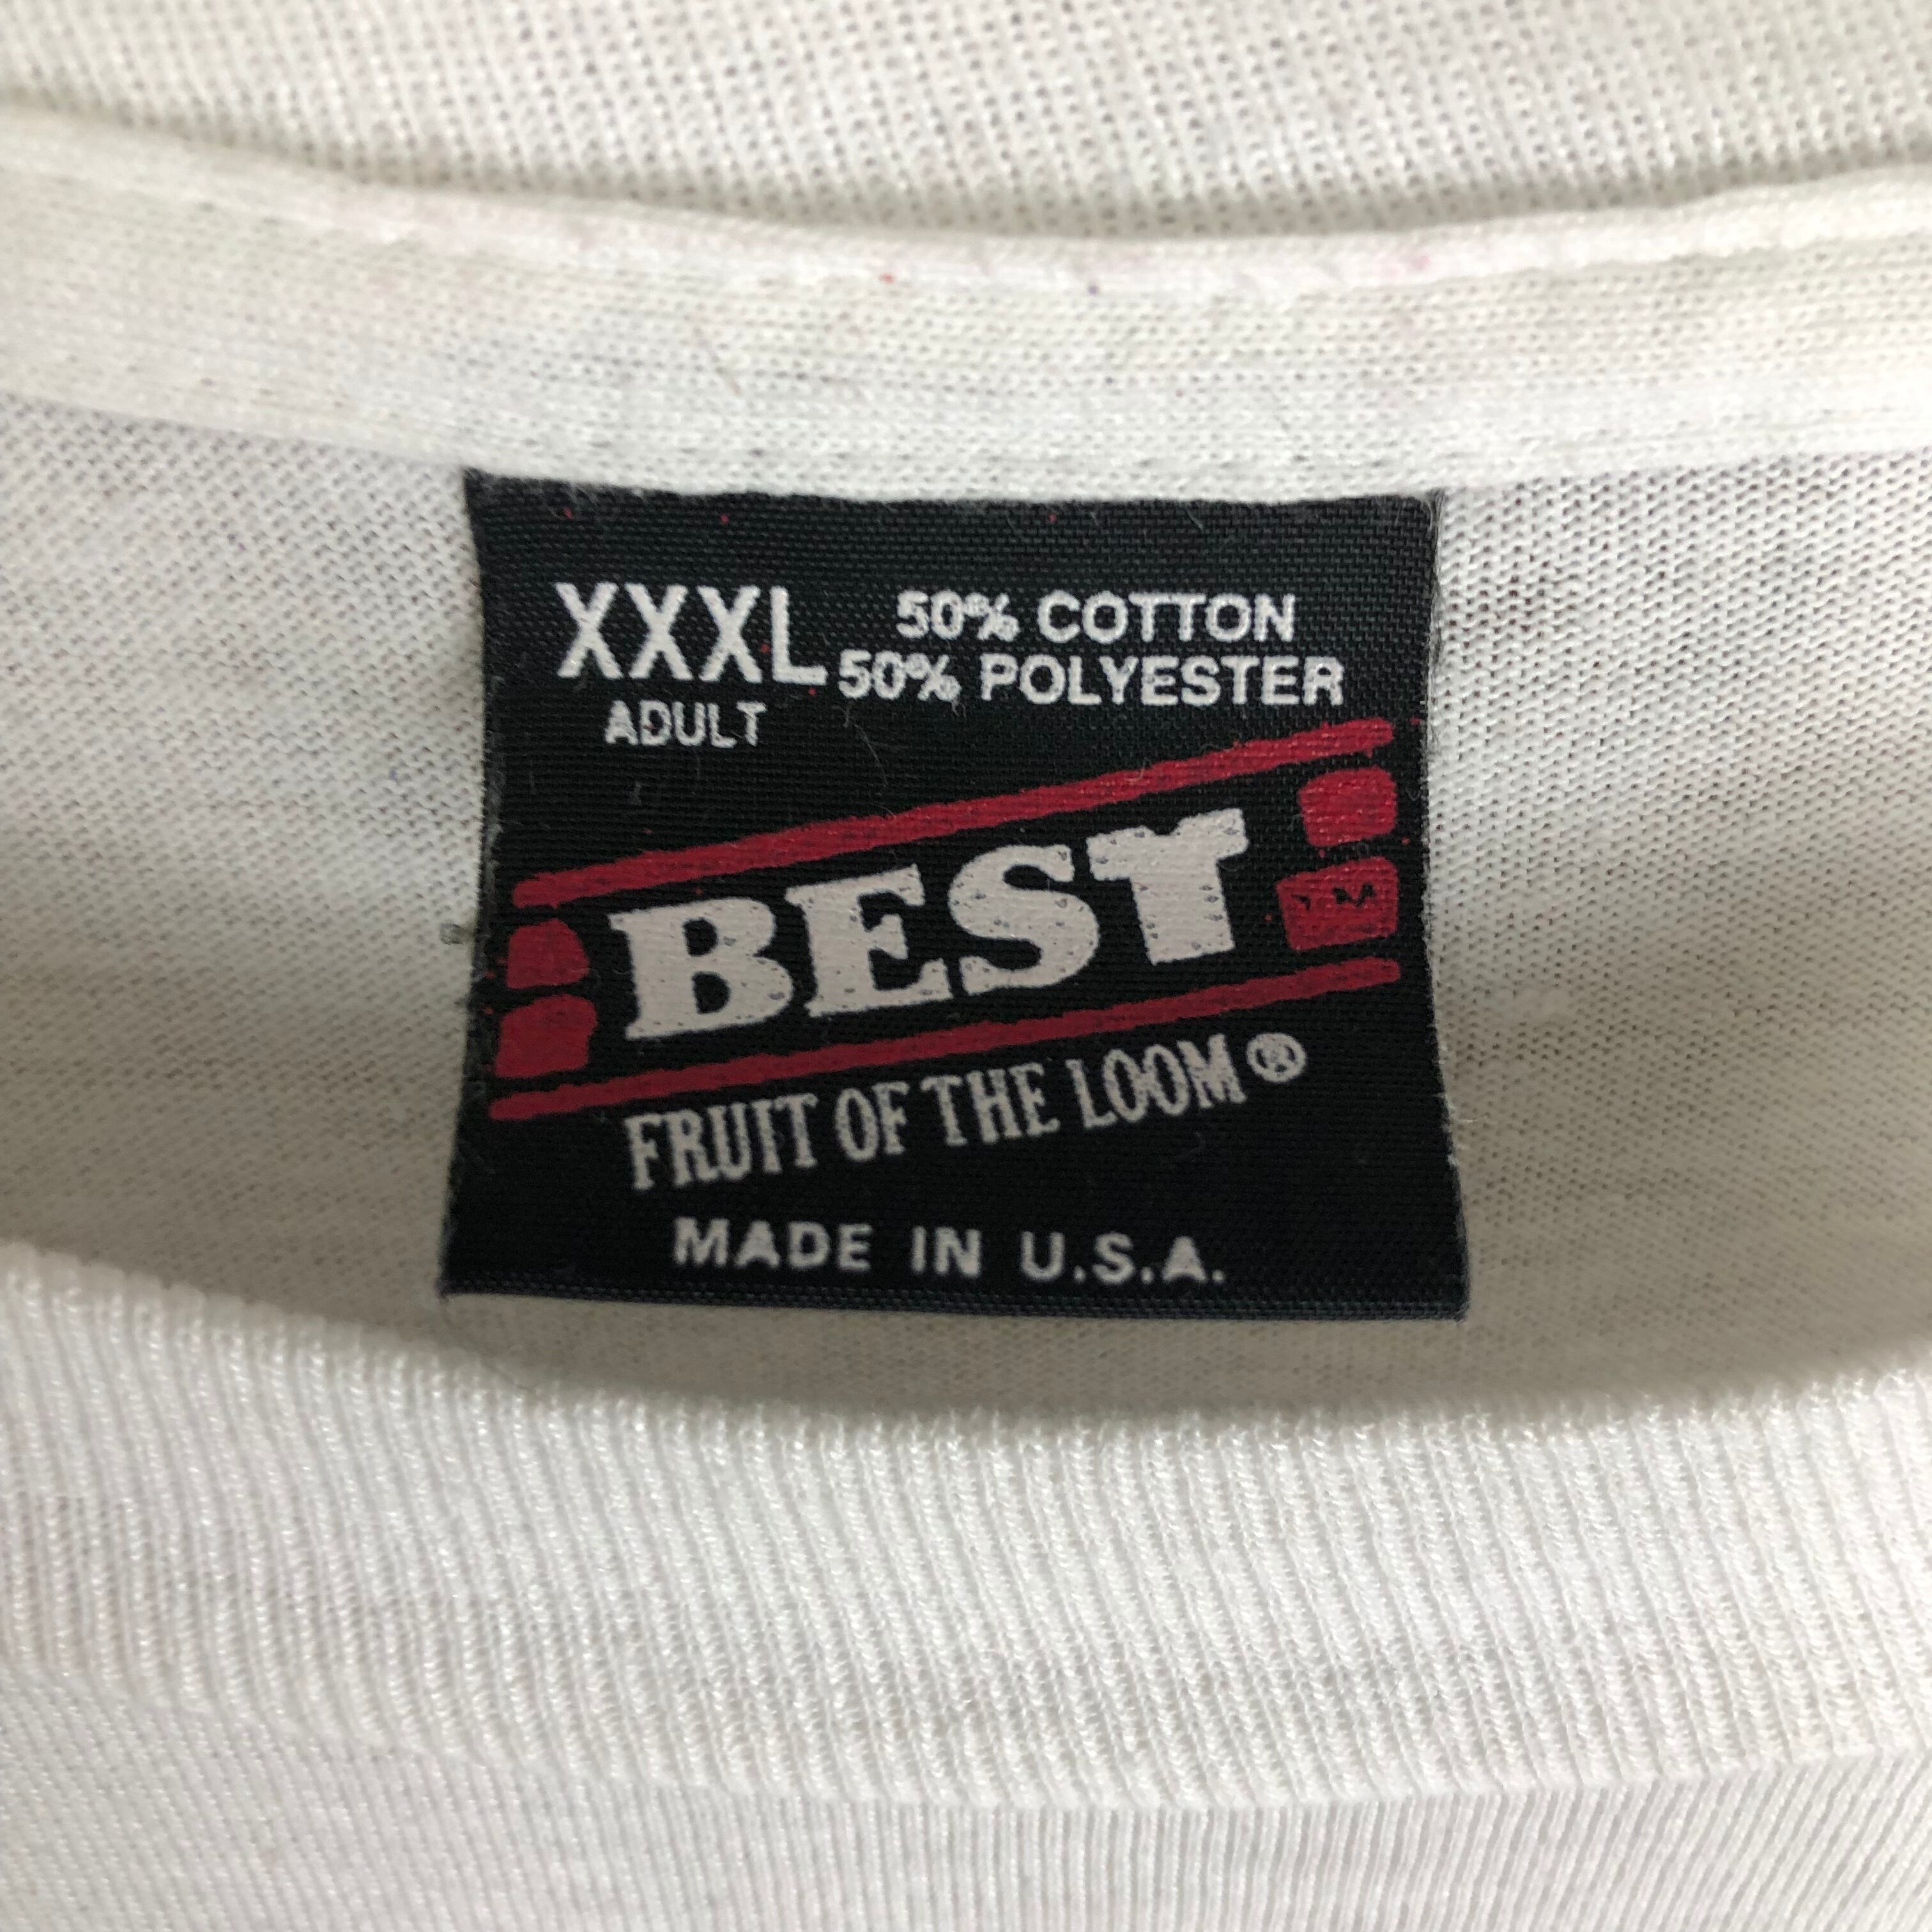 XXXL
ADULT
50% COTTON
50% POLYESTER
BEST
TM
FRUIT OF THE LOOM®
MADE IN U.S.A.